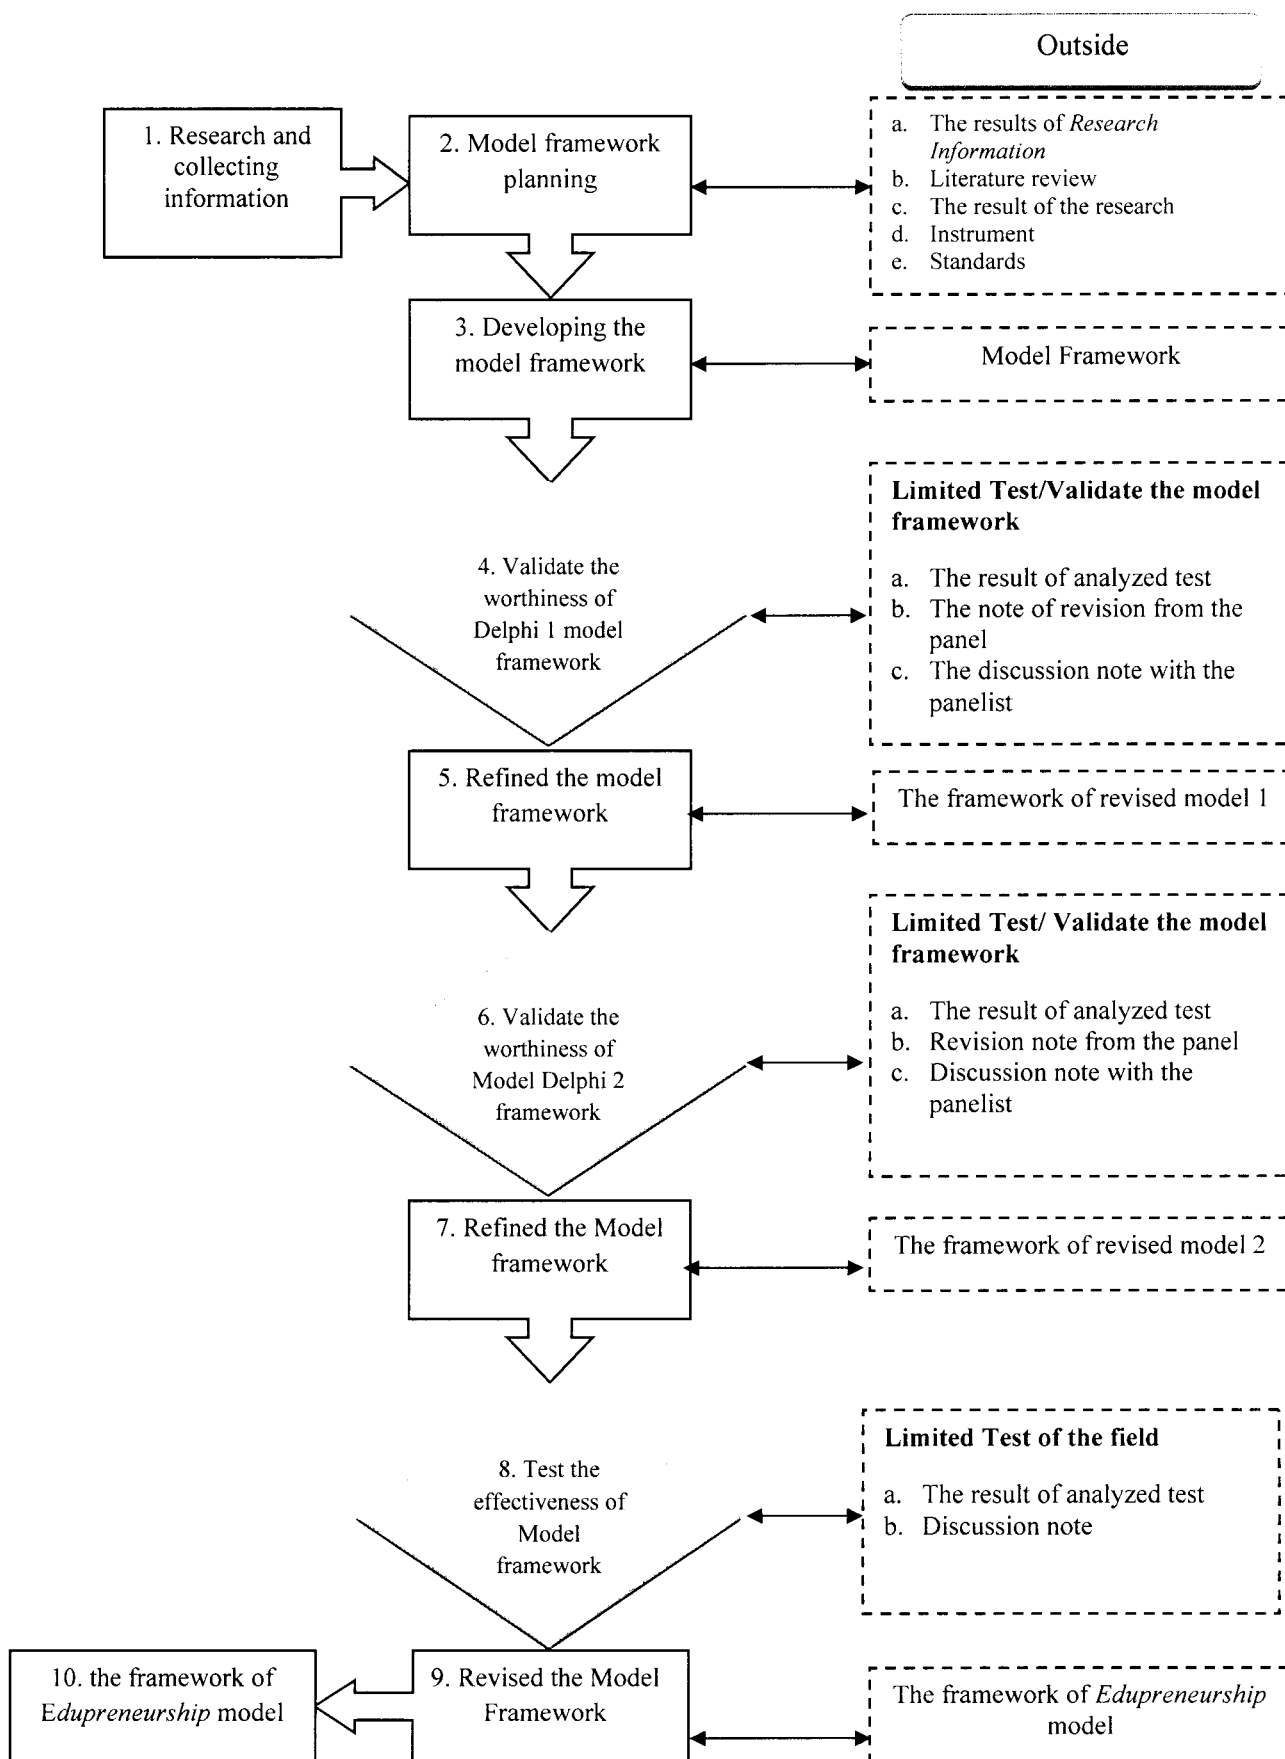 Outside
1. Research and
collecting
information
2. Model framework
planning
a. The results of Research
Information
b. Literature review
c. The result of the research
d. Instrument
e. Standards
3. Developing the
model framework
Model Framework
4. Validate the
worthiness of
Delphi 1 model
framework
Limited Test/Validate the model
framework
a. The result of analyzed test
b. The note of revision from the
panel
c. The discussion note with the
panelist
5. Refined the model
framework
The framework of revised model 1
6. Validate the
worthiness of
Model Delphi 2
framework
Limited Test/ Validate the model
framework
a. The result of analyzed test
b. Revision note from the panel
c. Discussion note with the
panelist
7. Refined the Model
framework
The framework of revised model 2
8. Test the
effectiveness of
Model
framework
Limited Test of the field
a. The result of analyzed test
b. Discussion note
10. the framework of
Edupreneurship model
9. Revised the Model
Framework
The framework of Edupreneurship
model